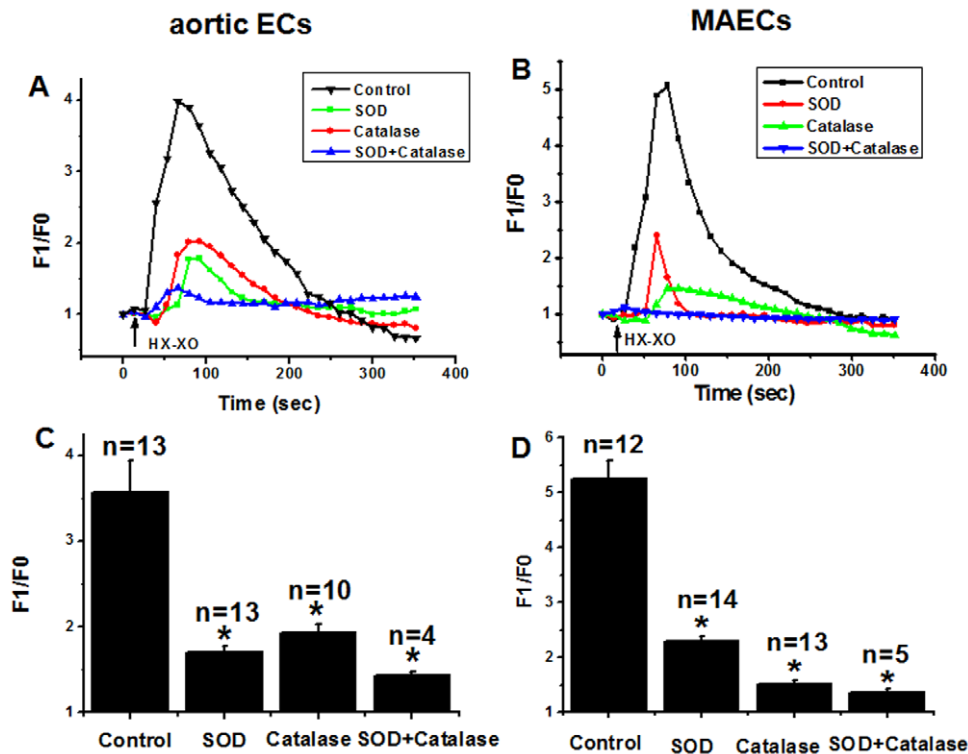 aortic ECs
MAECs
A
Control
SOD
Catalase
SOD+Catalase
F1/F0
4
3
2
1
HX-XO
0
100
200
300
400
Time (sec)
B
Control
SOD
Catalase
SOD+Catalase
F1/F0
5
4
3
2
1
HX-XO
0
100
200
300
400
Time (sec)
C
F1/F0
4
3
2
1
n=13
n=13
*
n=10
*
n=4
*
Control
SOD
Catalase
SOD+Catalase
D
F1/F0
6
5
4
3
2
1
n=12
n=14
*
n=13
*
n=5
*
Control
SOD
Catalase
SOD+Catalase